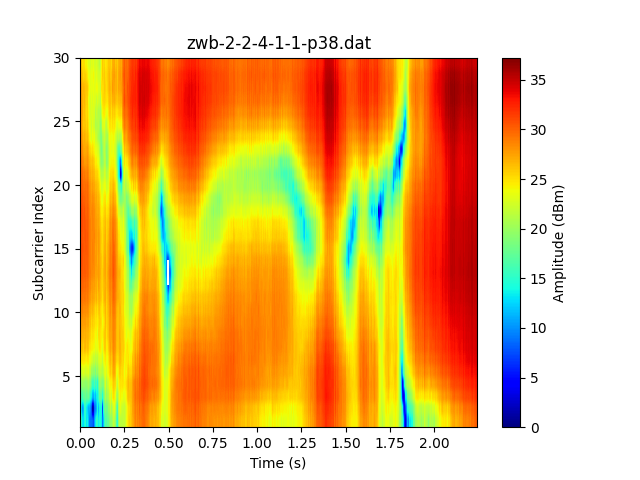 zwb-2-2-4-1-1-p38.dat
30
25
20
15
10
5
Subcarrier Index
0.00 0.25 0.50 0.75 1.00 1.25 1.50 1.75 2.00
Time (s)
35
30
25
20
15
10
5
0
Amplitude (dBm)